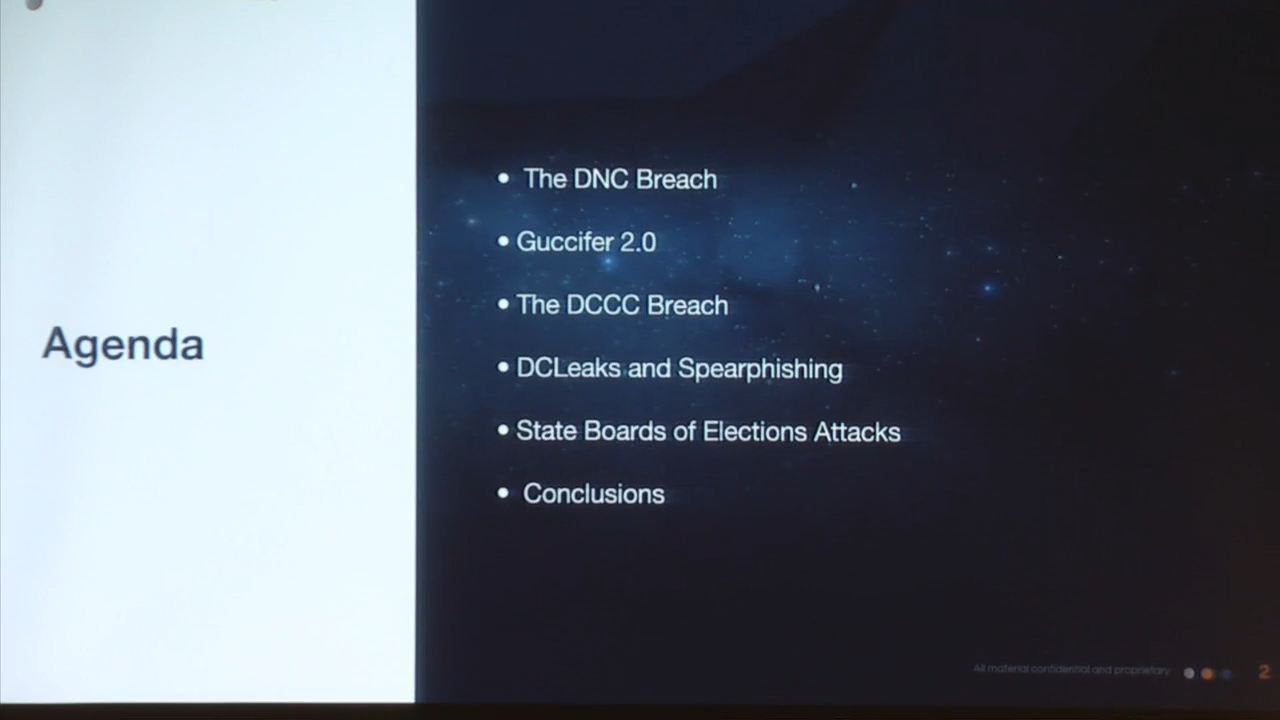 Agenda
• The DNC Breach
• Guccifer 2.0
• The DCCC Breach
• DCLeaks and Spearphishing
• State Boards of Elections Attacks
• Conclusions
All material confidential and proprietary
2